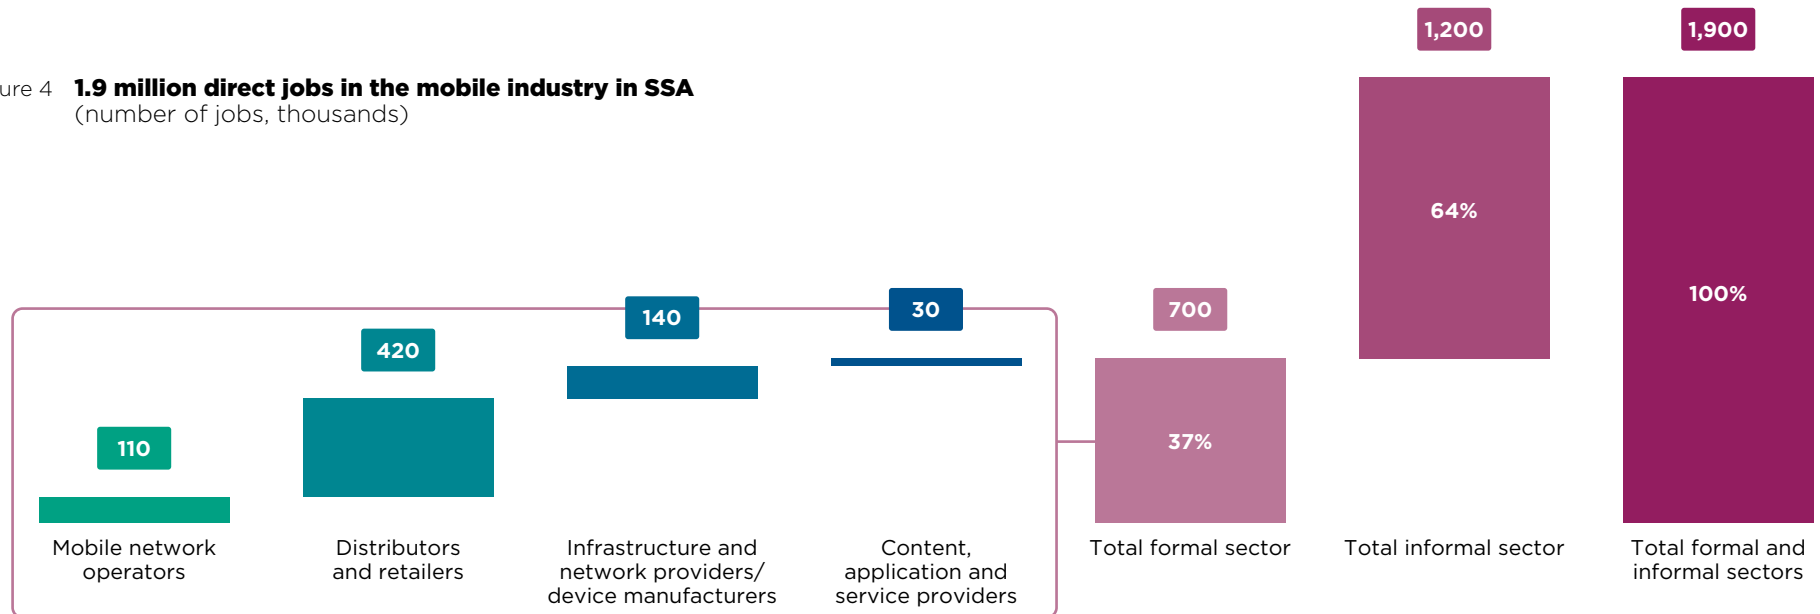 ure 4 1.9 million direct jobs in the mobile industry in SSA
(number of jobs, thousands)
110
Mobile network
operators
420
Distributors
and retailers
140
Infrastructure and
network providers/
device manufacturers
30
Content,
application and
service providers
700
37%
Total formal sector
1,200
64%
Total informal sector
1,900
100%
Total formal and
informal sectors